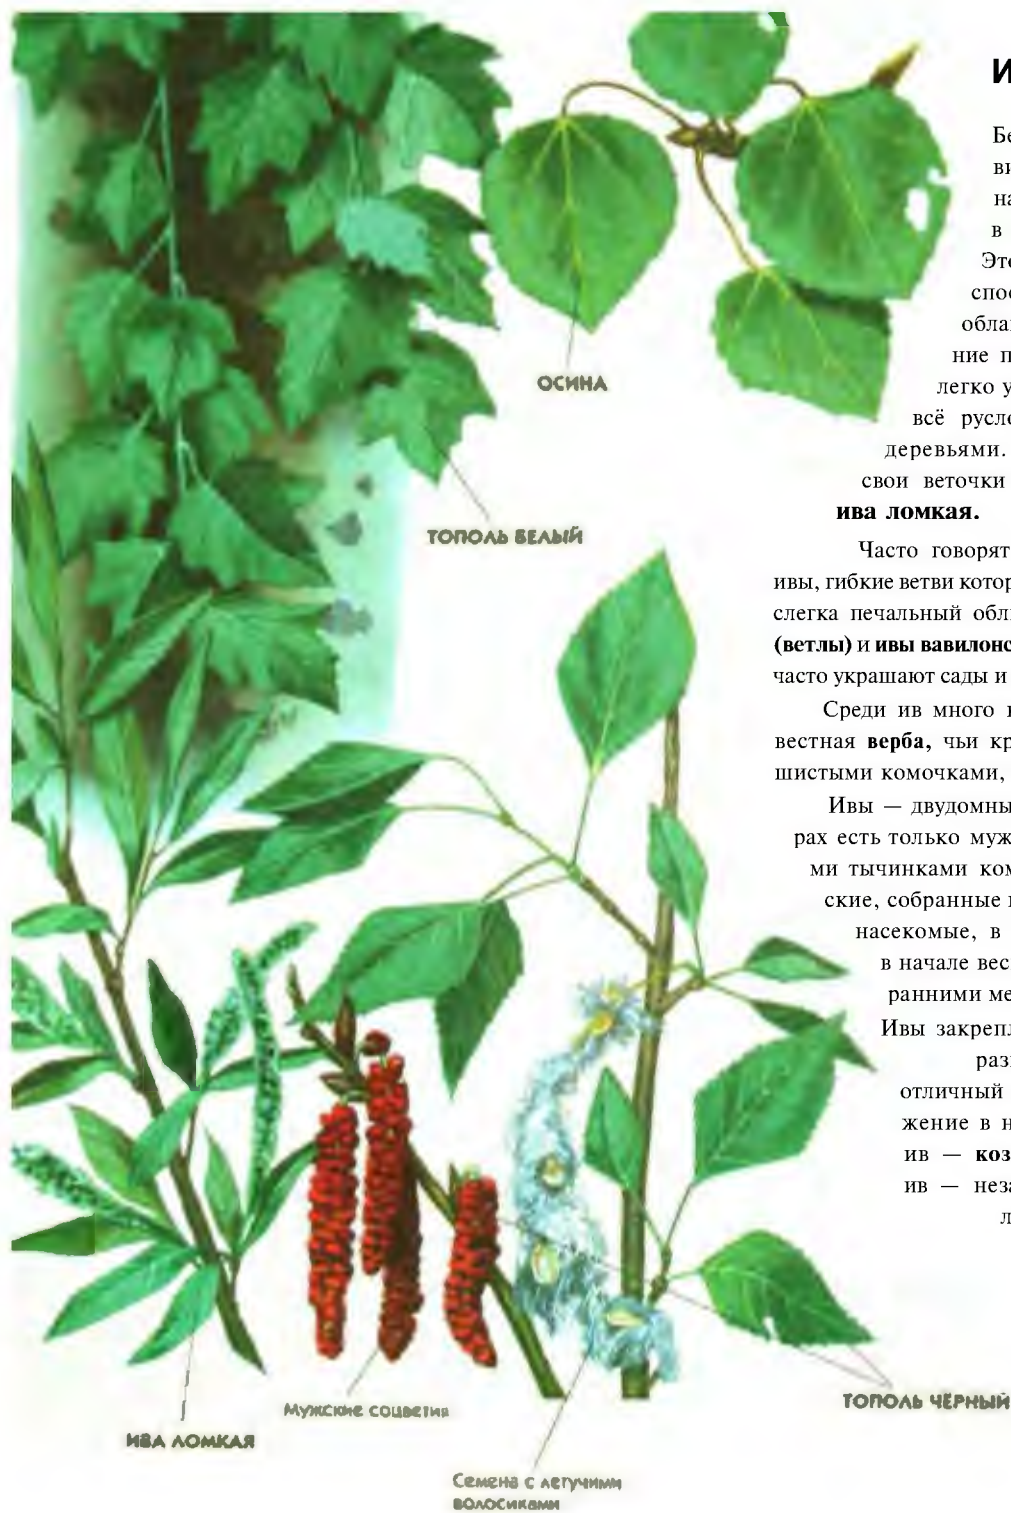 ОСИНА
ТОПОЛЬ БЕЛЫЙ
И
Бе
ви
на
в
Это
спос
обла
ние п
легко у
всё русле
деревьями.
свои веточки
ива ломкая.
Часто говорят
ивы, гибкие ветви котор
слегка печальный обл
(ветлы) и ивы вавилонс
часто украшают сады и
Среди ив много
вестная верба, чьи кр
шистыми комочками,
Ивы — двудомны
рах есть только муж
ми тычинками ком
ские, собранные
насекомые, в
в начале вес
ранними ме
Ивы закрепл
раз
отличный
жение в н
ив — коз
ив — неза
л
ТОПОЛЬ ЧЁРНЫЙ
Мужские соцветия
ИВА ЛОМКАЯ
Семена с летучими
волосиками